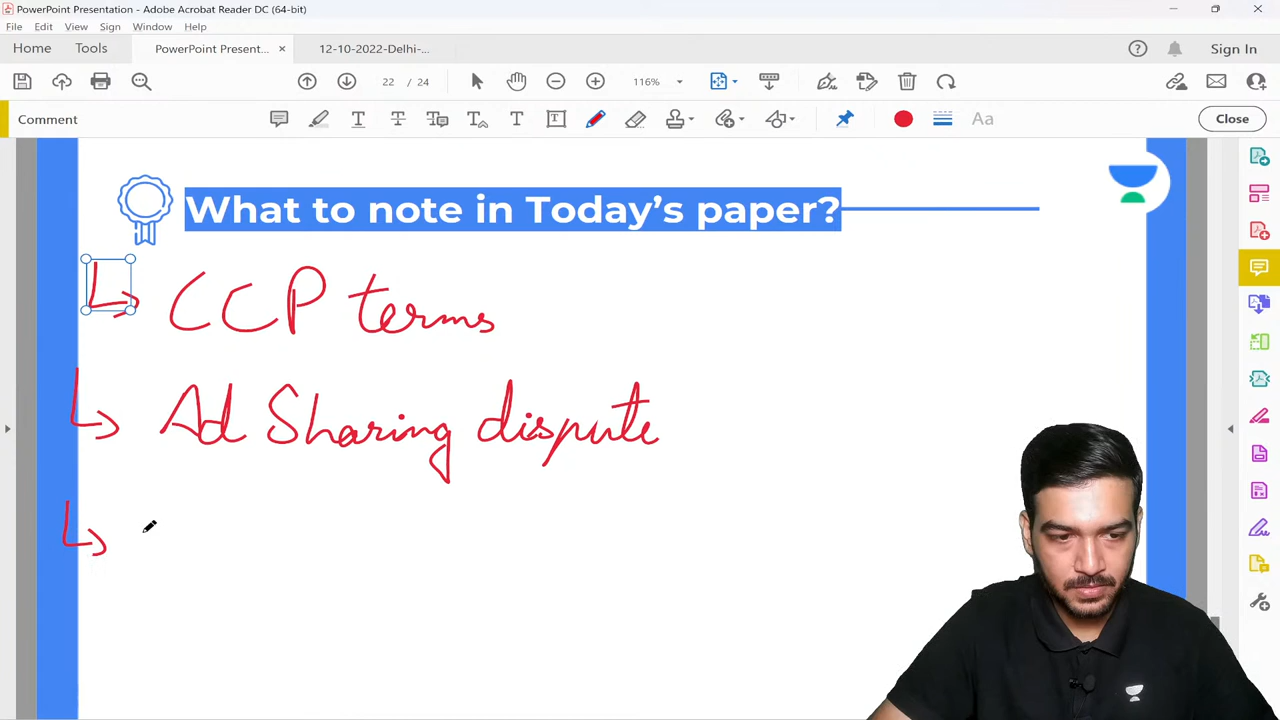 PowerPoint Presentation - Adobe Acrobat Reader DC (64-bit)
File Edit View Sign Window Help
Home Tools PowerPoint Present... × 12-10-2022-Delhi-... Sign In
22 / 24 116%
Comment Aa Close
What to note in Today's paper?
CCP terms
Ad Sharing dispute